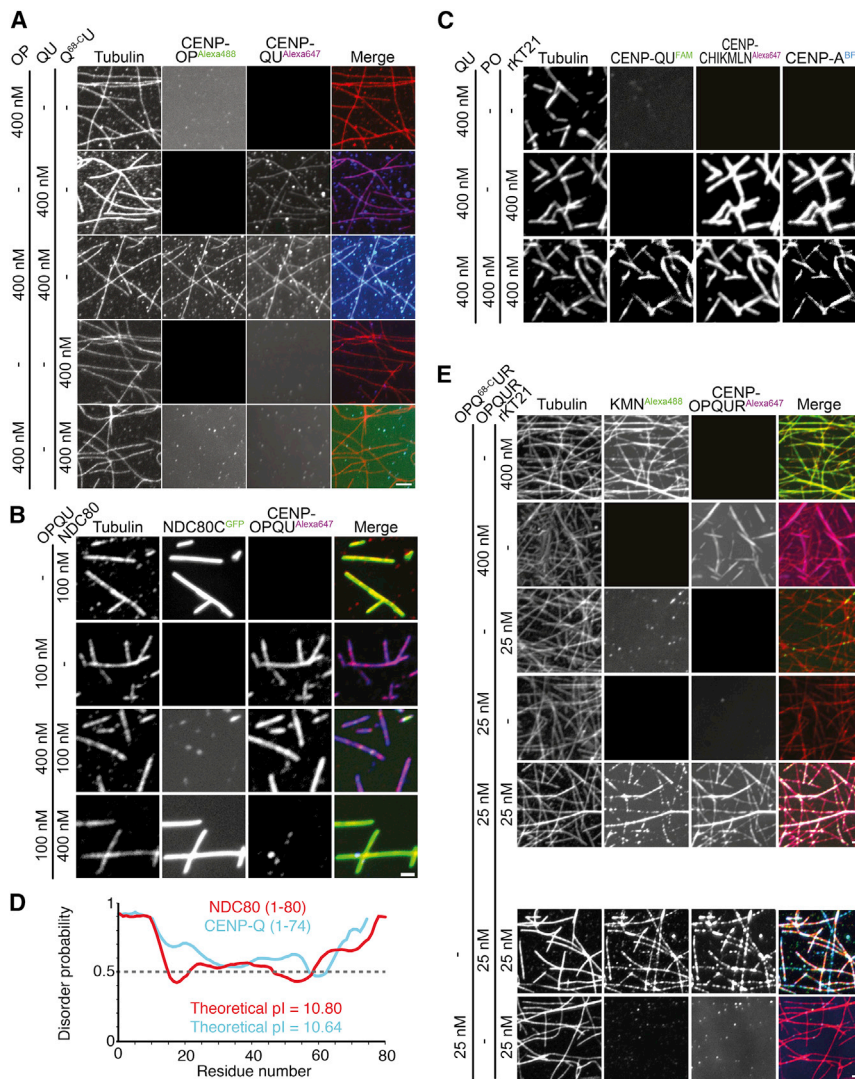 A
OP
QU
Q68-CU
Tubulin
CENP-
OPAlexa488
CENP-
QUAlexa647
Merge
400 nM
-
-
-
400 nM
-
400 nM
400 nM
-
-
-
400 nM
400 nM
-
400 nM
B
OPQU
NDC80
Tubulin
NDC80CGFP
CENP-
OPQUAlexa647
Merge
-
100 nM
100 nM
-
400 nM
100 nM
100 nM
400 nM
D
Disorder probability
1
0.5
0
NDC80 (1-80)
CENP-Q (1-74)
Theoretical pI = 10.80
Theoretical pI = 10.64
0
20
40
60
80
Residue number
C
QU
PO
rKT21
Tubulin
CENP-QUFAM
CENP-
CHIKMLNAlexa647
CENP-ABF
400 nM
-
-
400 nM
-
400 nM
400 nM
400 nM
400 nM
E
OPQ68-CUR
OPQUR
rKT21
Tubulin
KMNAlexa488
CENP-
OPQURAlexa647
Merge
-
400 nM
400 nM
-
-
25 nM
25 nM
-
25 nM
25 nM
-
25 nM
25 nM
25 nM
-
25 nM